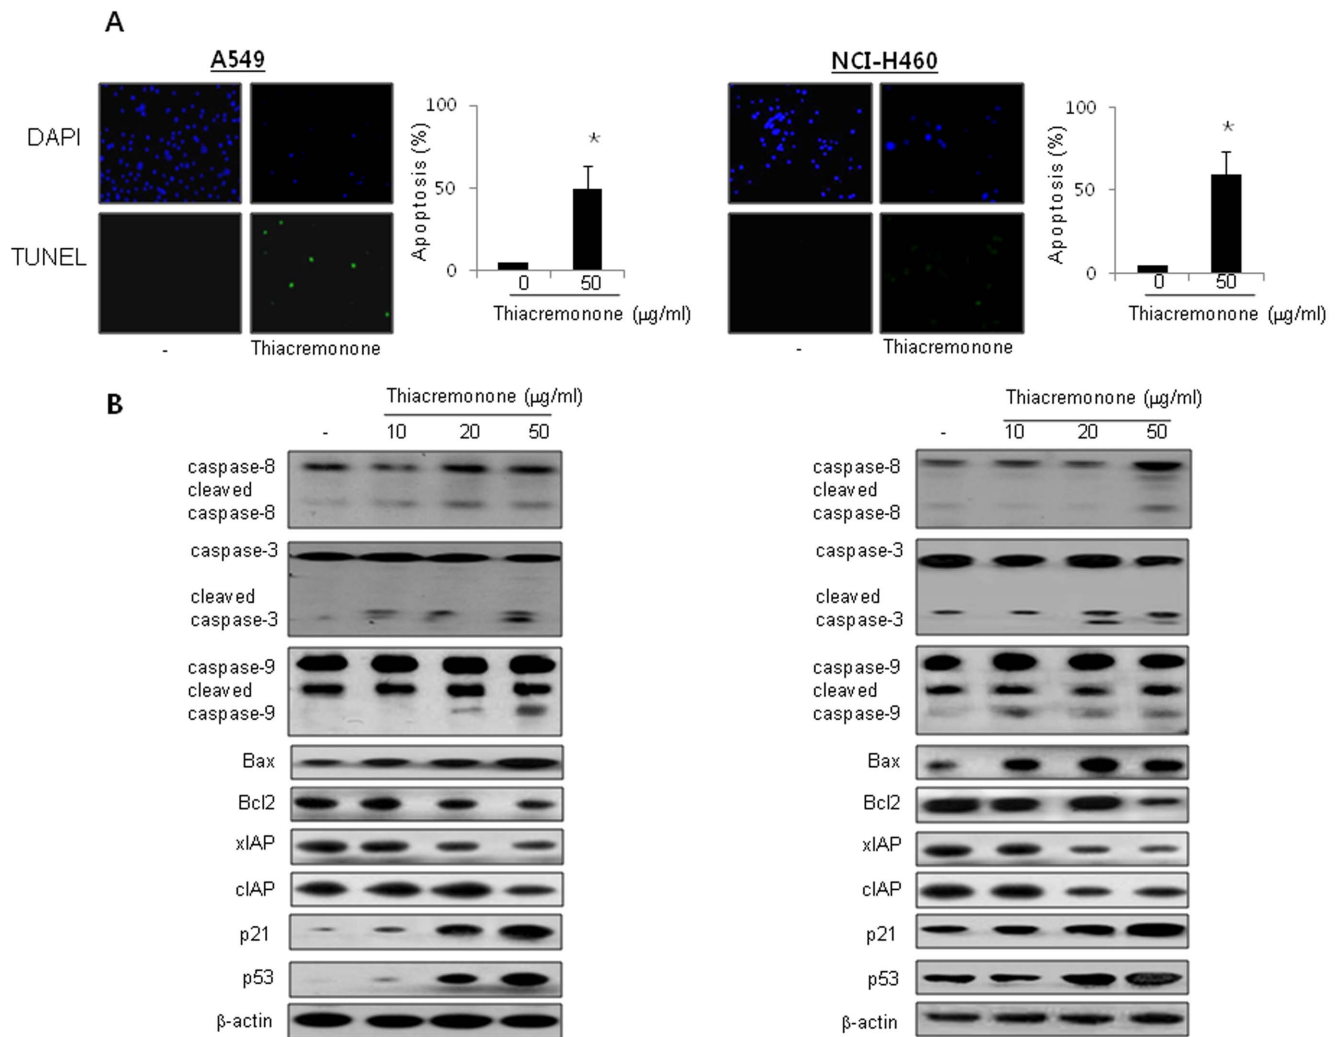 A
A549
NCI-H460
DAPI
TUNEL
-
Thiacremonone
100
50
0
Apoptosis (%)
*
0
50
Thiacremonone (μg/ml)
-
Thiacremonone
100
50
0
Apoptosis (%)
*
0
50
Thiacremonone (μg/ml)
B
Thiacremonone (μg/ml)
- 10 20 50
caspase-8
cleaved
caspase-8
caspase-3
cleaved
caspase-3
caspase-9
cleaved
caspase-9
Bax
Bcl2
xIAP
cIAP
p21
p53
β-actin
Thiacremonone (μg/ml)
- 10 20 50
caspase-8
cleaved
caspase-8
caspase-3
cleaved
caspase-3
caspase-9
cleaved
caspase-9
Bax
Bcl2
xIAP
cIAP
p21
p53
β-actin